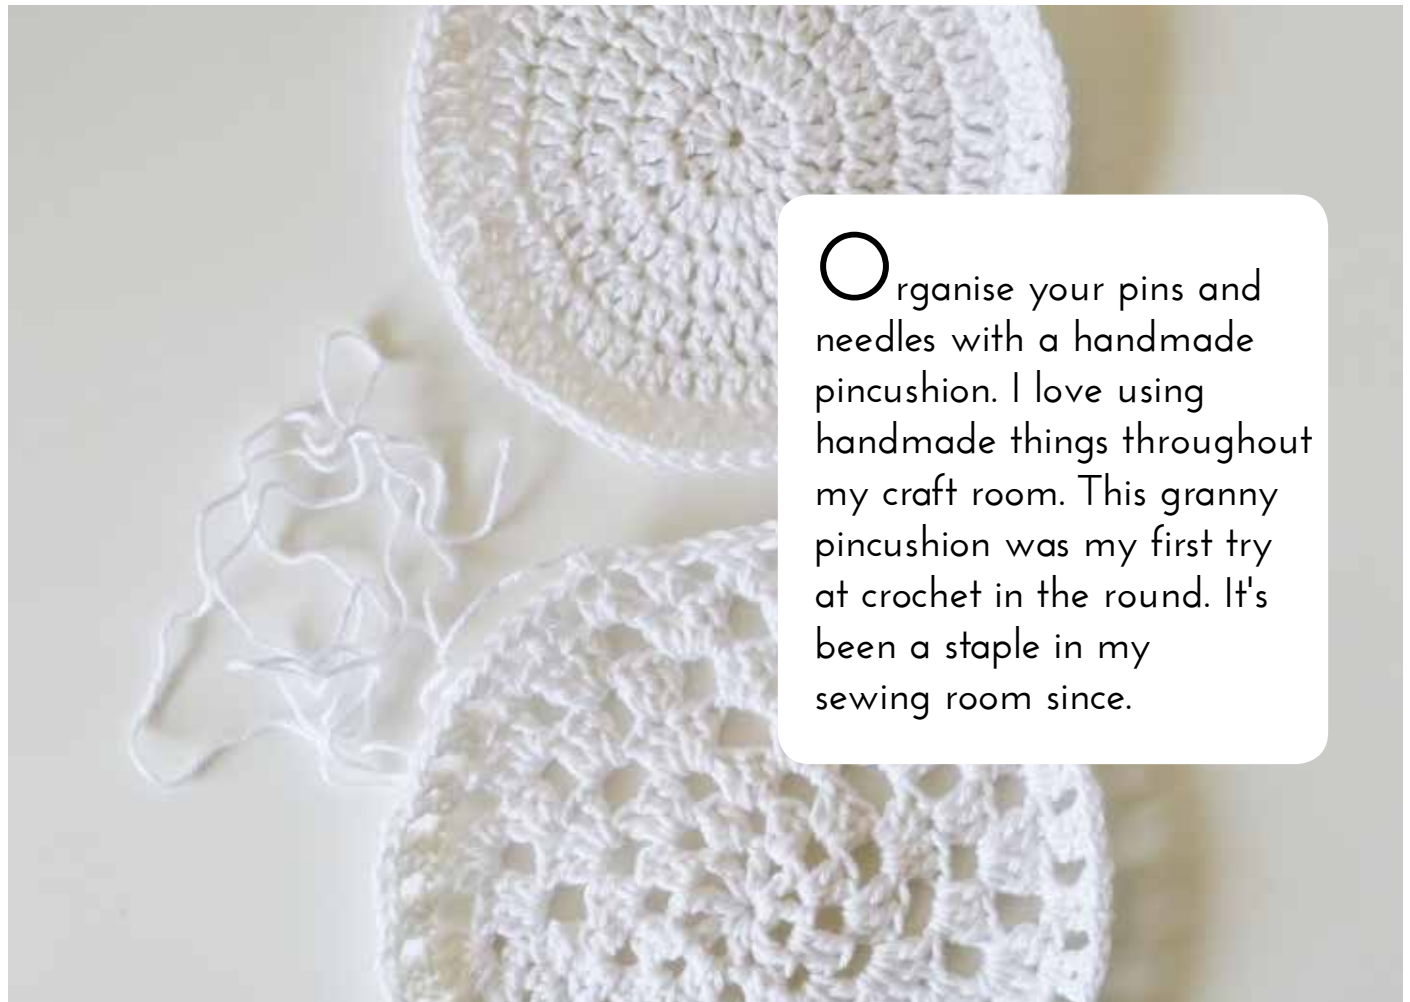 Organise your pins and
needles with a handmade
pincushion. I love using
handmade things throughout
my craft room. This granny
pincushion was my first try
at crochet in the round. It's
been a staple in my
sewing room since.